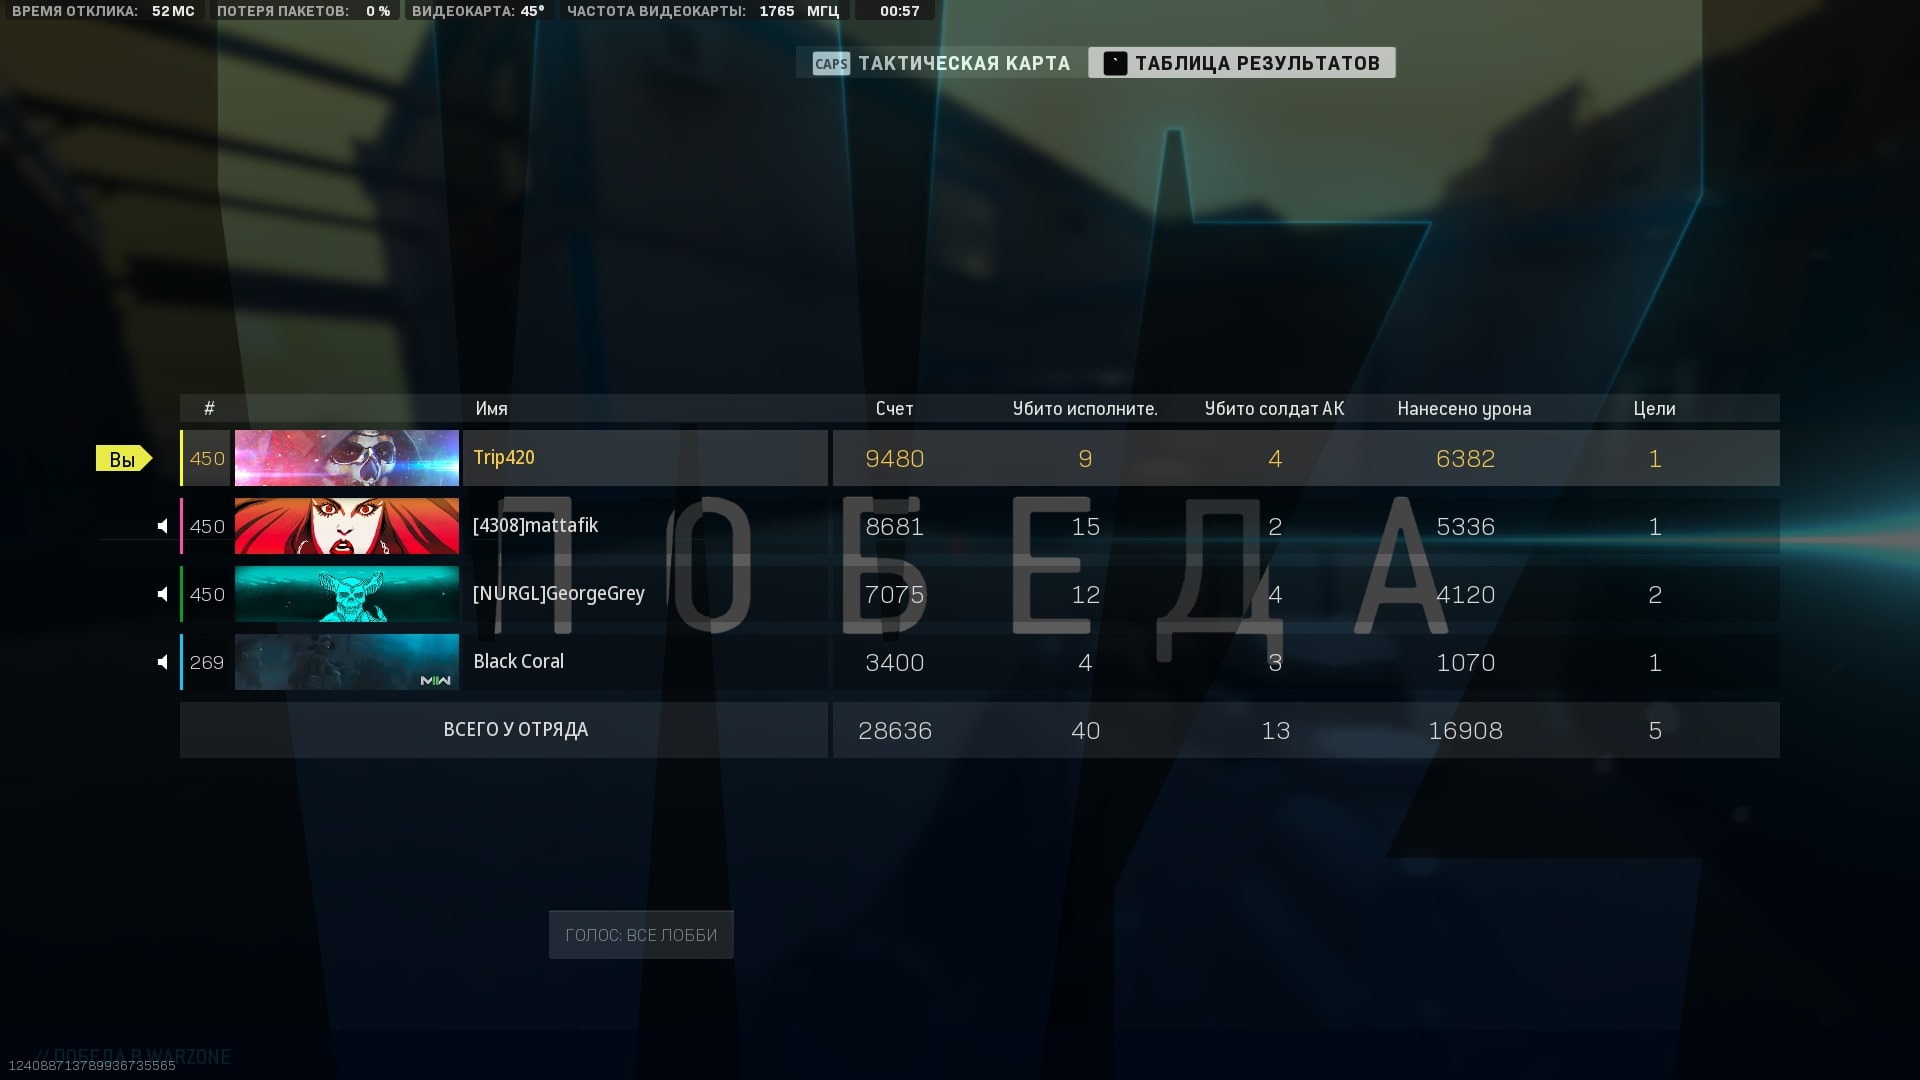 ВРЕМЯ ОТКЛИКА: 52 МС ПОТЕРЯ ПАКЕТОВ: 0 % ВИДЕОКАРТА: 45° ЧАСТОТА ВИДЕОКАРТЫ: 1765 МГЦ 00:57
CAPS ТАКТИЧЕСКАЯ КАРТА ` ТАБЛИЦА РЕЗУЛЬТАТОВ
# Имя Счет Убито исполните. Убито солдат АК Нанесено урона Цели
Вы 450 Trip420 9480 9 4 6382 1
450 [4308]mattafik 8681 15 2 5336 1
ПОБЕДА
450 [NURGL]GeorgeGrey 7075 12 4 4120 2
269 MW Black Coral 3400 4 3 1070 1
ВСЕГО У ОТРЯДА 28636 40 13 16908 5
ГОЛОС: ВСЕ ЛОББИ
// ПОБЕДА В WARZONE
124088713789936735565